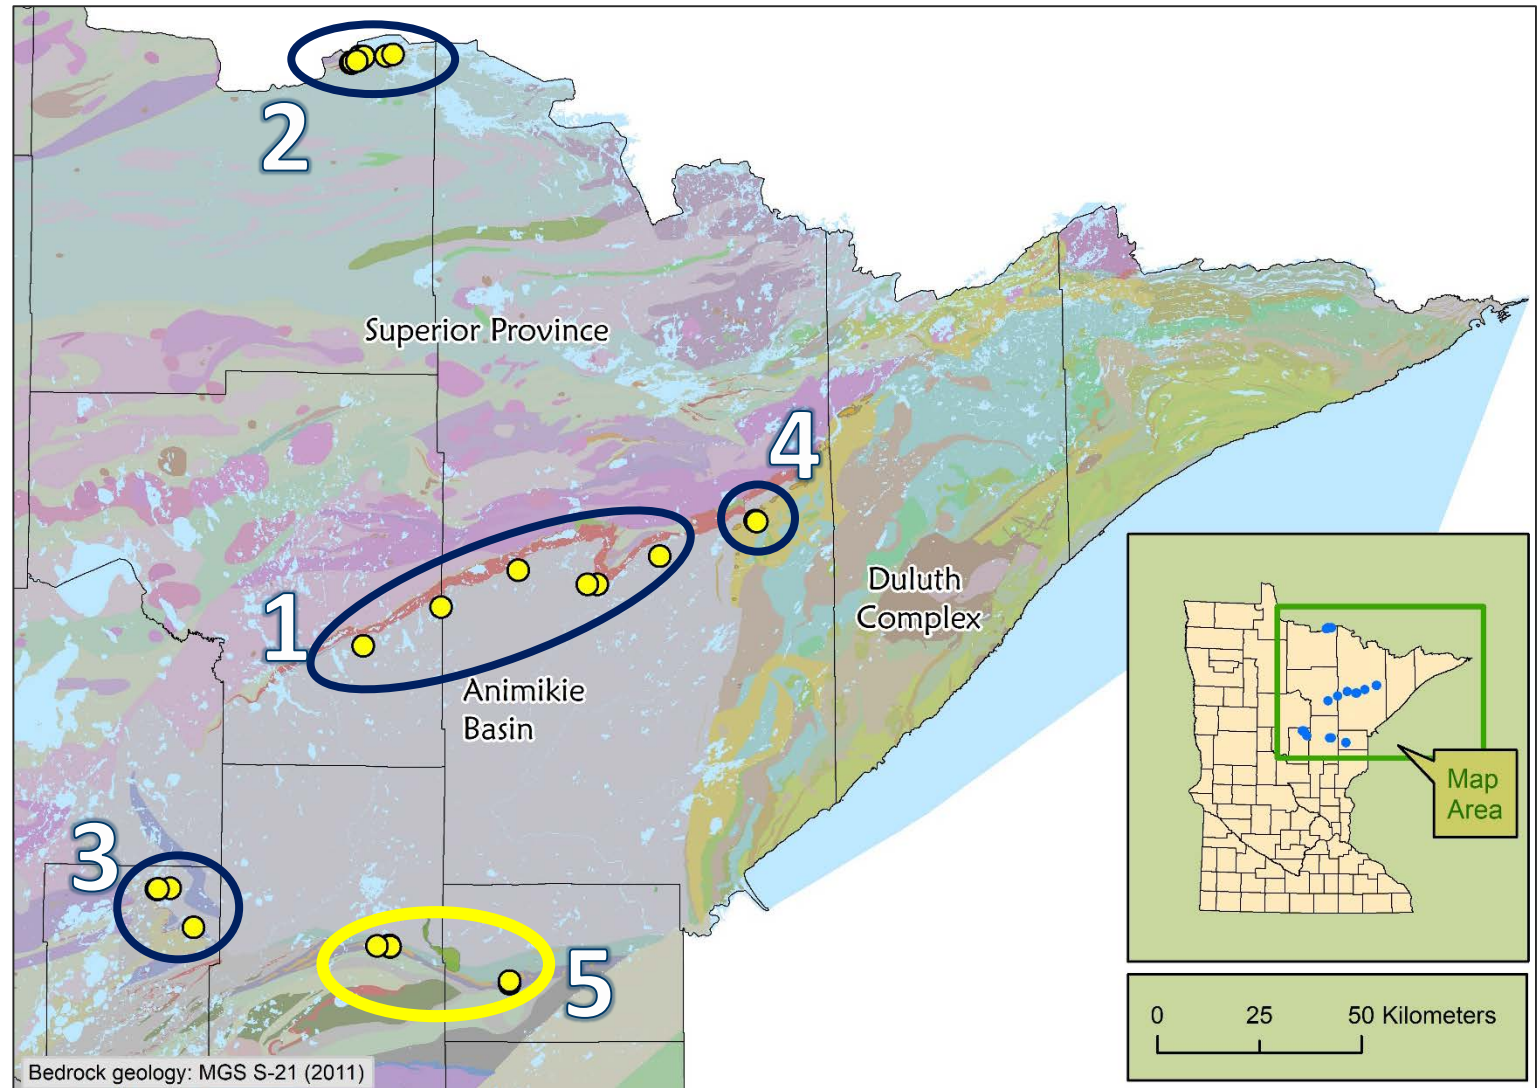 2
Superior Province
4
1
Duluth
Complex
Animikie
Basin
3
5
Map
Area
0 25 50 Kilometers
Bedrock geology: MGS S-21 (2011)